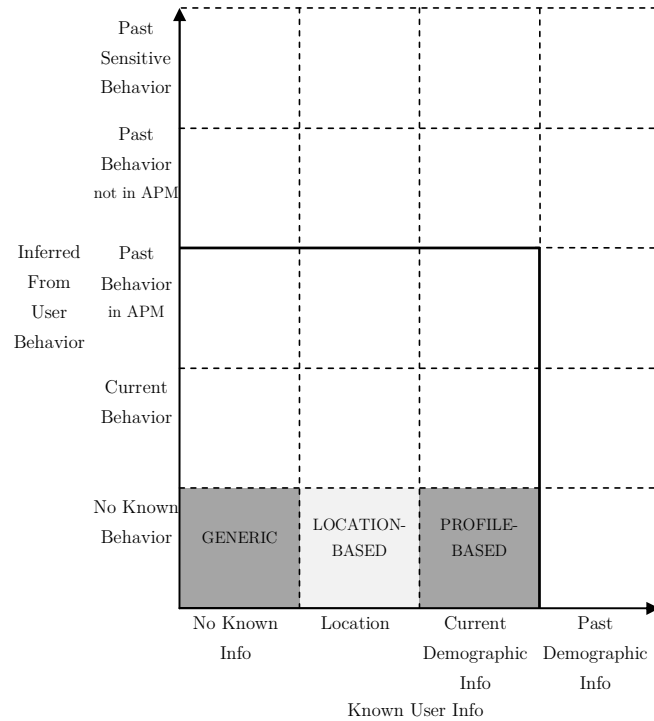 Past
Sensitive
Behavior
Past
Behavior
not in APM
Inferred
From
User
Behavior
Past
Behavior
in APM
Current
Behavior
No Known
Behavior
GENERIC
LOCATION-
BASED
PROFILE-
BASED
No Known
Info
Location
Current
Demographic
Info
Past
Demographic
Info
Known User Info